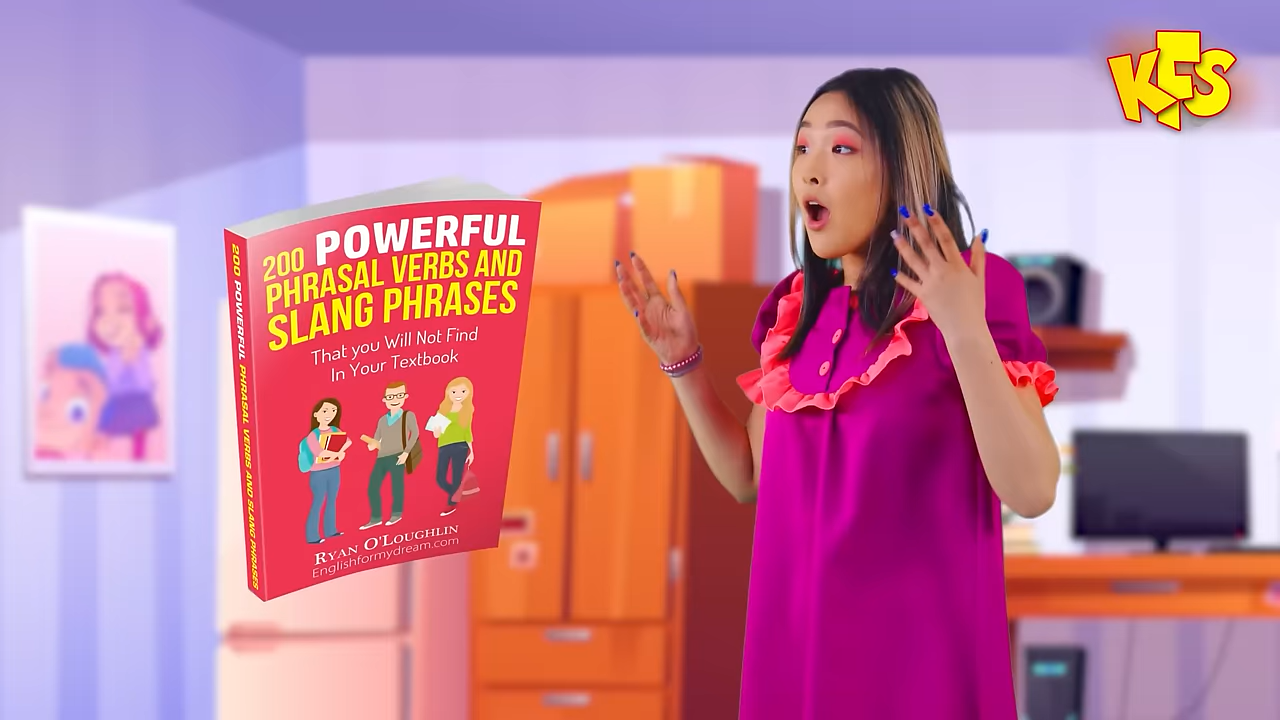 KFS
200 POWERFUL
PHRASAL VERBS AND
SLANG PHRASES
That you Will Not Find
In Your Textbook
RYAN O'LOUGHLIN
Englishformydream.com
200 POWERFUL PHRASAL VERBS AND SLANG PHRASES